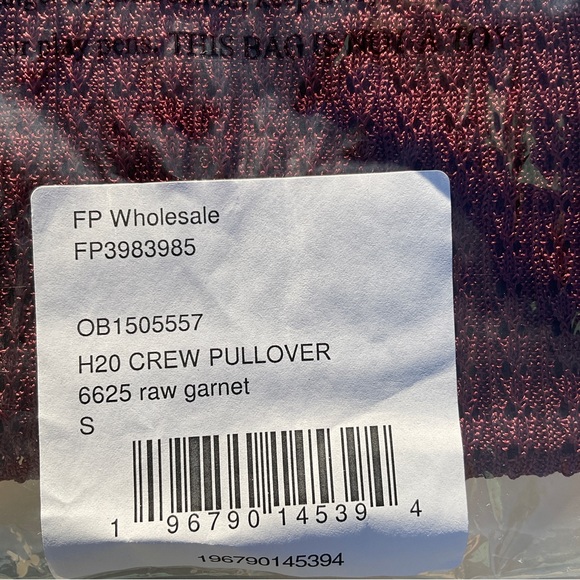 THIS BAG IS NOT A TOY
FP Wholesale
FP3983985
OB1505557
H20 CREW PULLOVER
6625 raw garnet
S
1 96790 14539 4
196790145394